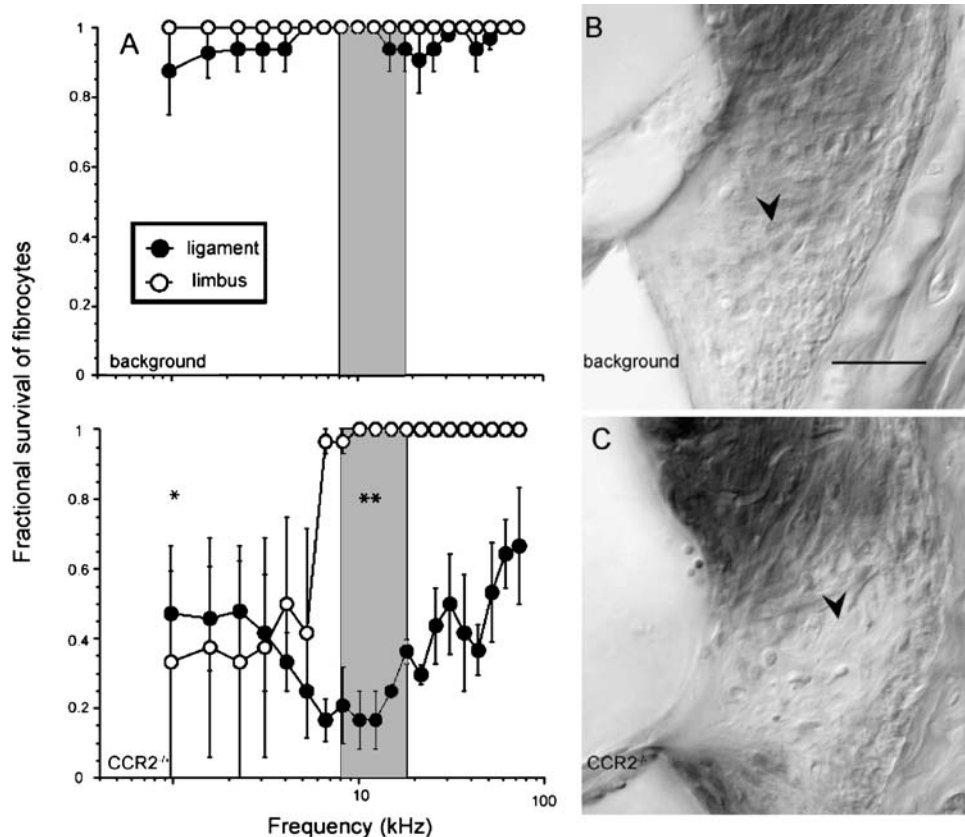 A
1
0.8
0.6
0.4
0.2
0
ligament
limbus
background
Fractional survival of fibrocytes
1
0.8
0.6
0.4
0.2
0
*
**
CCR2-/-
1
10
100
Frequency (kHz)
B
background
C
CCR2-/-